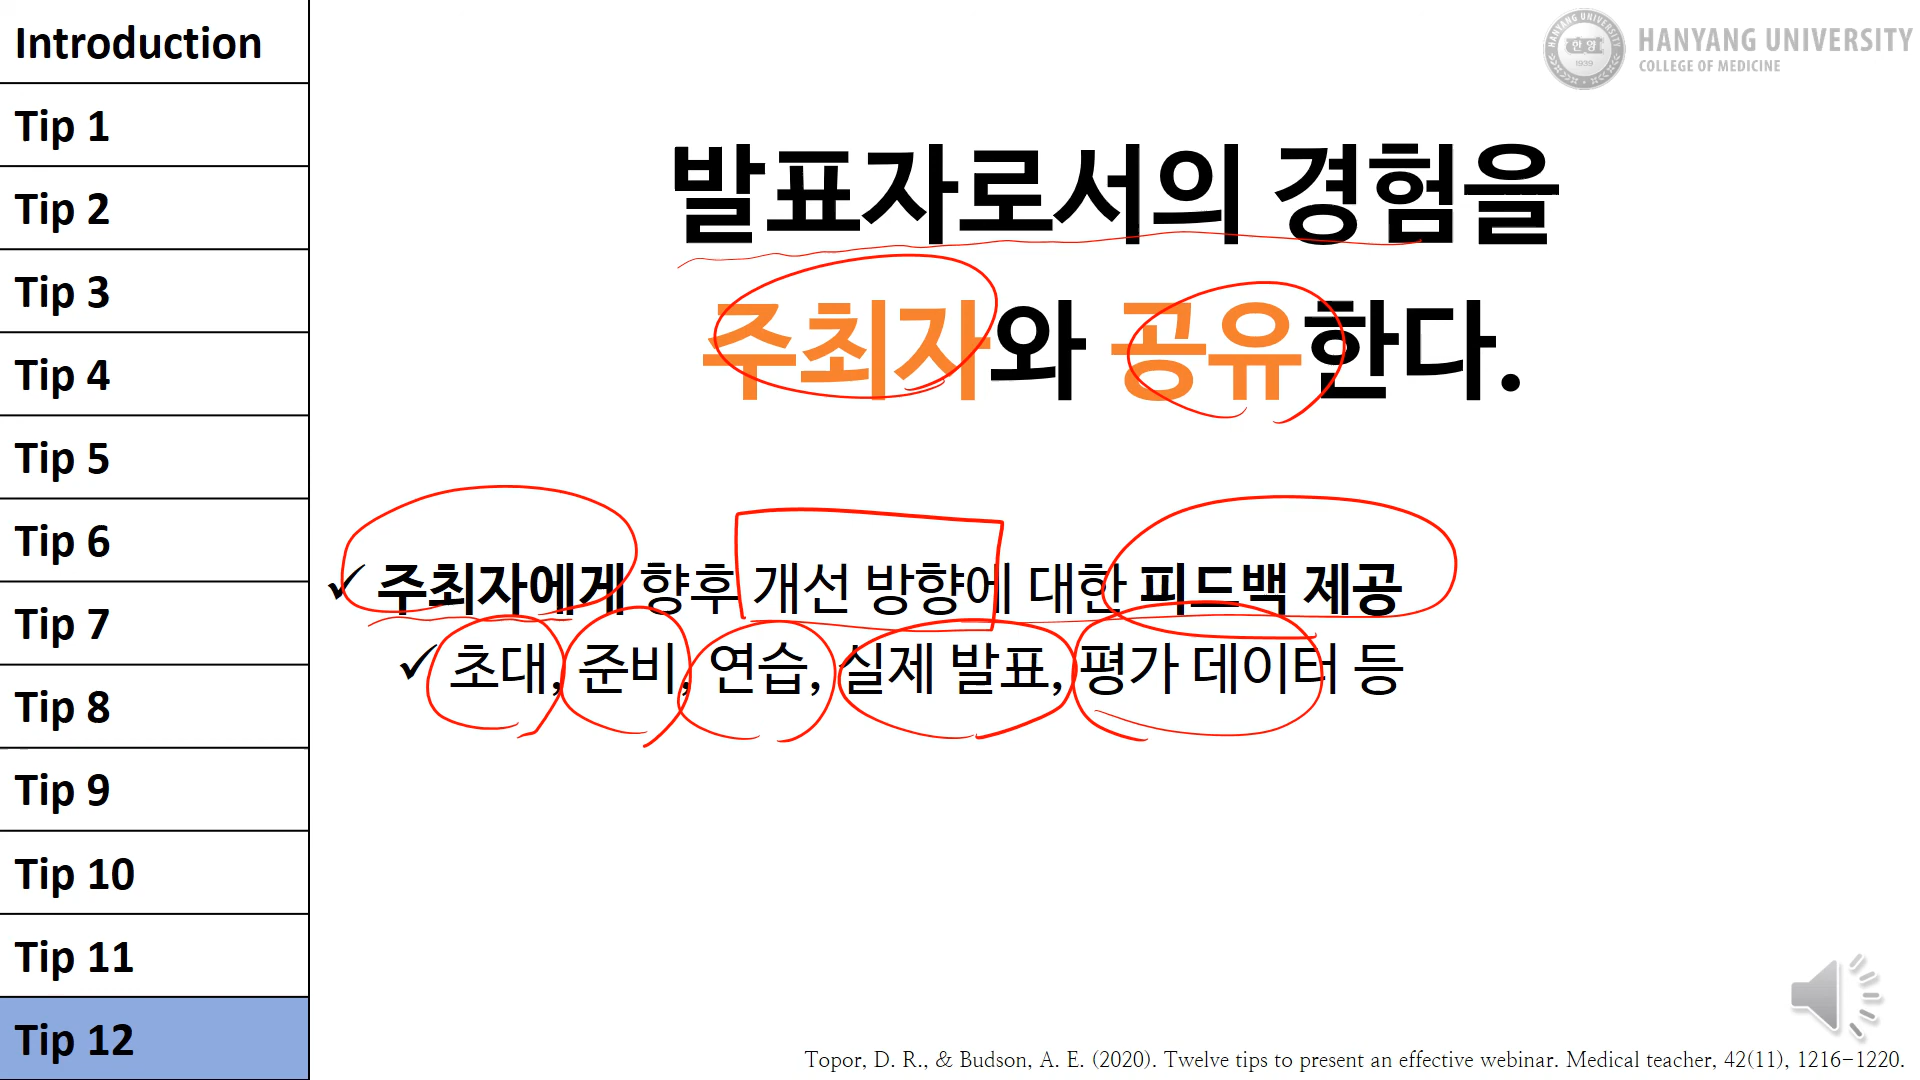 Introduction
Tip 1
Tip 2
Tip 3
Tip 4
Tip 5
Tip 6
Tip 7
Tip 8
Tip 9
Tip 10
Tip 11
Tip 12
HANYANG UNIVERSITY
COLLEGE OF MEDICINE
HANYANG UNIVERSITY
한양
1939
발표자로서의 경험을
주최자와 공유한다.
✓ 주최자에게 향후 개선 방향에 대한 피드백 제공
✓ 초대, 준비, 연습, 실제 발표, 평가 데이터 등
Topor, D. R., & Budson, A. E. (2020). Twelve tips to present an effective webinar. Medical teacher, 42(11), 1216-1220.